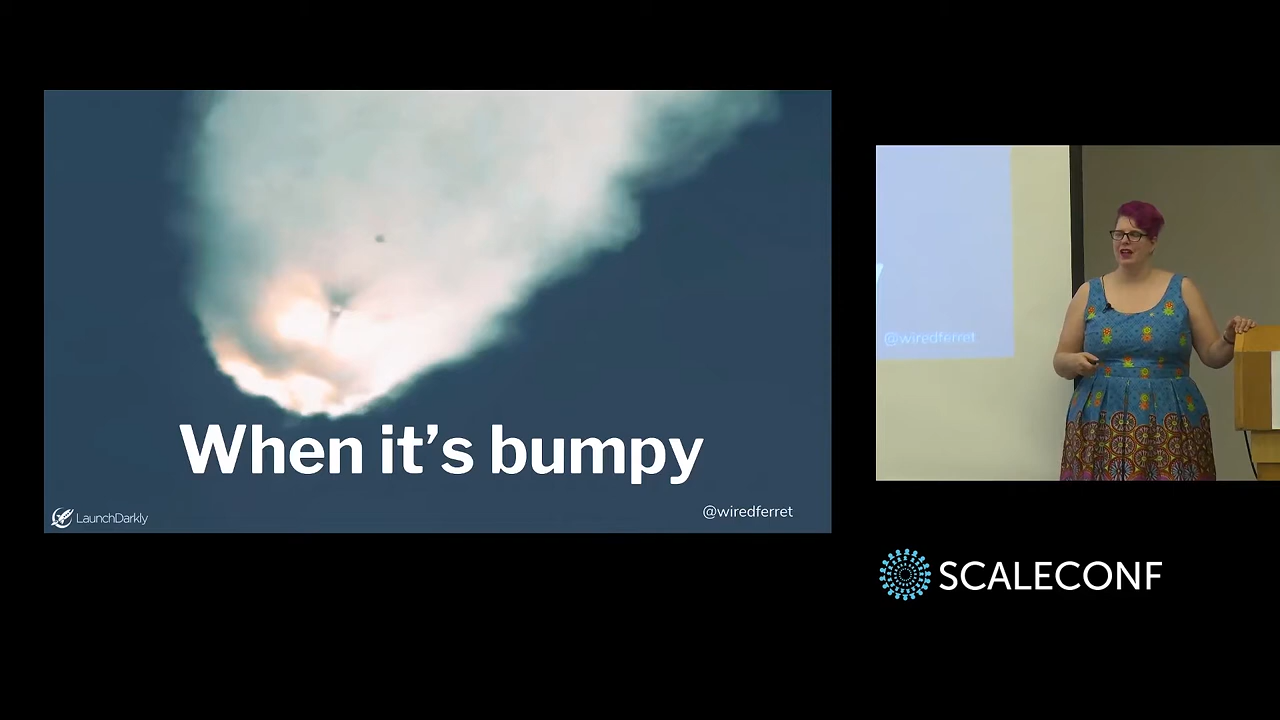 When it's bumpy
LaunchDarkly
@wiredferret
@wiredferret
SCALECONF